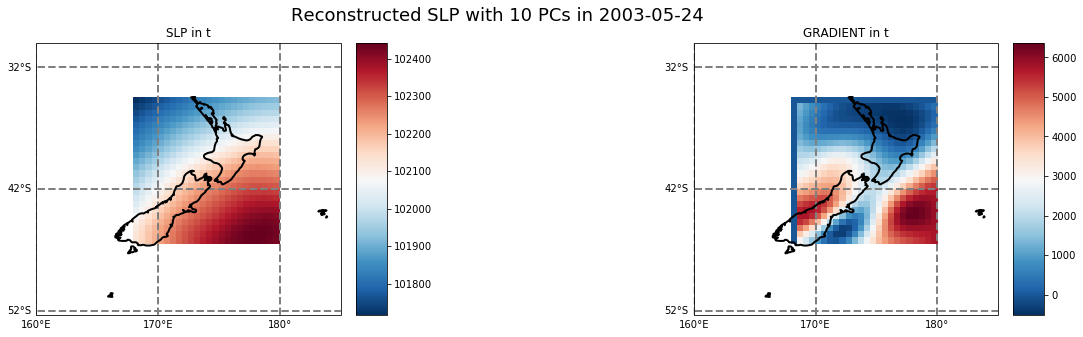 Reconstructed SLP with 10 PCs in 2003-05-24
SLP in t
32°S
42°S
52°S
160°E
170°E
180°
102400
102300
102200
102100
102000
101900
101800
GRADIENT in t
32°S
42°S
52°S
160°E
170°E
180°
6000
5000
4000
3000
2000
1000
0